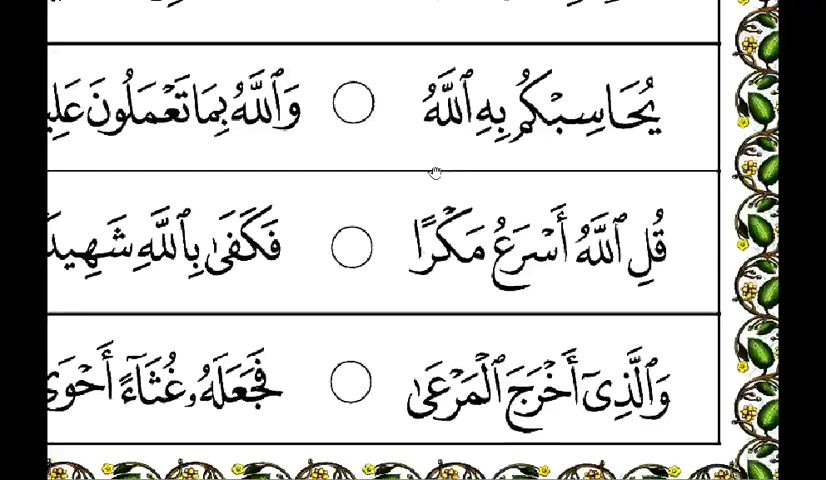 يُحَاسِبْكُم بِهِ ٱللَّهُ وَٱللَّهُ بِمَا تَعْمَلُونَ
قُلِ ٱللَّهُ أَسْرَعُ مَكْرًا فَكَفَىٰ بِٱللَّهِ
وَٱلَّذِىٓ أَخْرَجَ ٱلْمَرْعَىٰ فَجَعَلَهُۥ غُثَآءً أَحْوَىٰ